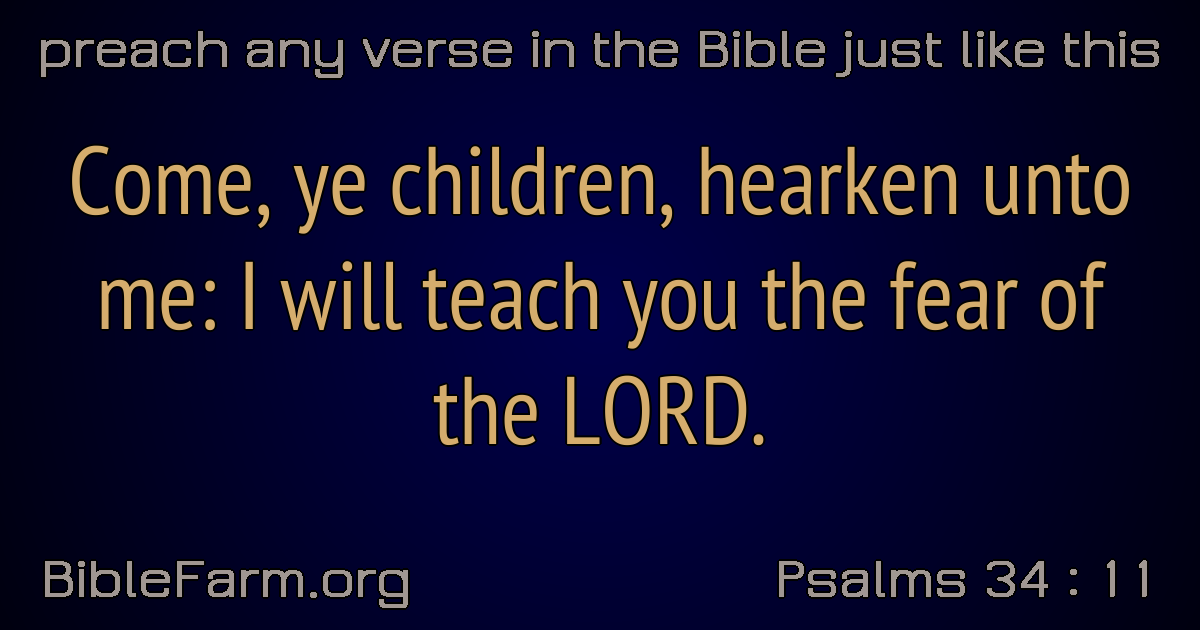 preach any verse in the Bible just like this
Come, ye children, hearken unto
me: I will teach you the fear of
the LORD.
BibleFarm.org
Psalms 34 : 11